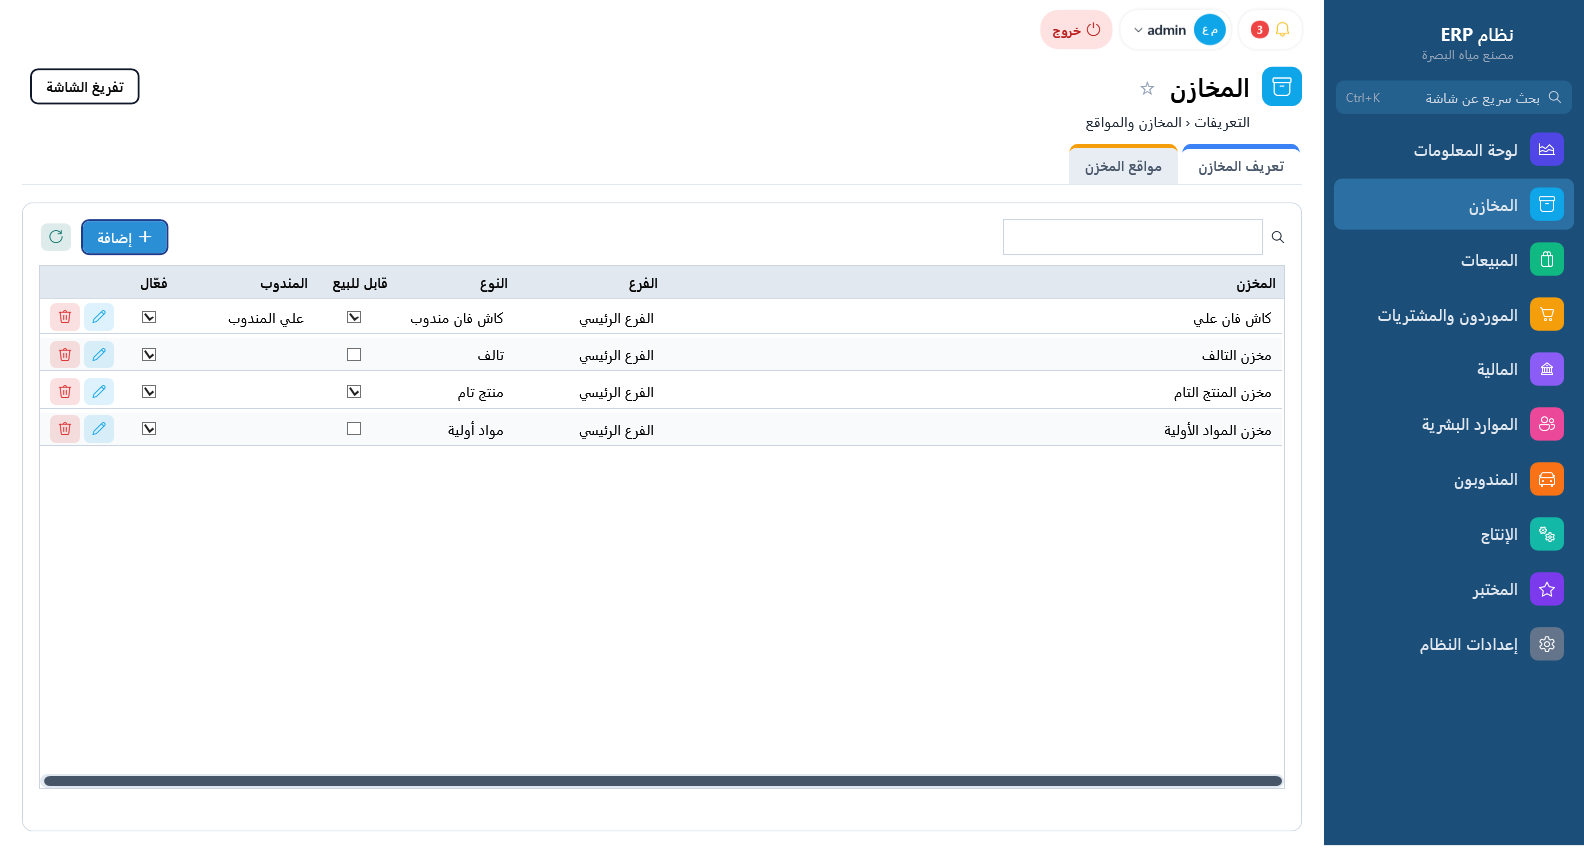 نظام ERP
مصنع مياه البصرة
بحث سريع عن شاشة Ctrl+K
لوحة المعلومات
المخازن
المبيعات
الموردون والمشتريات
المالية
الموارد البشرية
المندوبون
الإنتاج
المختبر
إعدادات النظام
3
م ع admin
خروج
المخازن
تفريغ الشاشة
التعريفات ‹ المخازن والمواقع
تعريف المخازن
مواقع المخزن
إضافة
المخزن الفرع النوع قابل للبيع المندوب فعّال
كاش فان علي الفرع الرئيسي كاش فان مندوب علي المندوب
مخزن التالف الفرع الرئيسي تالف
مخزن المنتج التام الفرع الرئيسي منتج تام
مخزن المواد الأولية الفرع الرئيسي مواد أولية